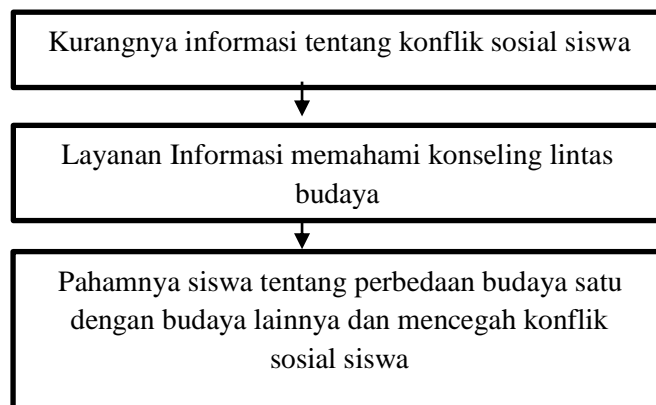 Kurangnya informasi tentang konflik sosial siswa
Layanan Informasi memahami konseling lintas
budaya
Pahamnya siswa tentang perbedaan budaya satu
dengan budaya lainnya dan mencegah konflik
sosial siswa